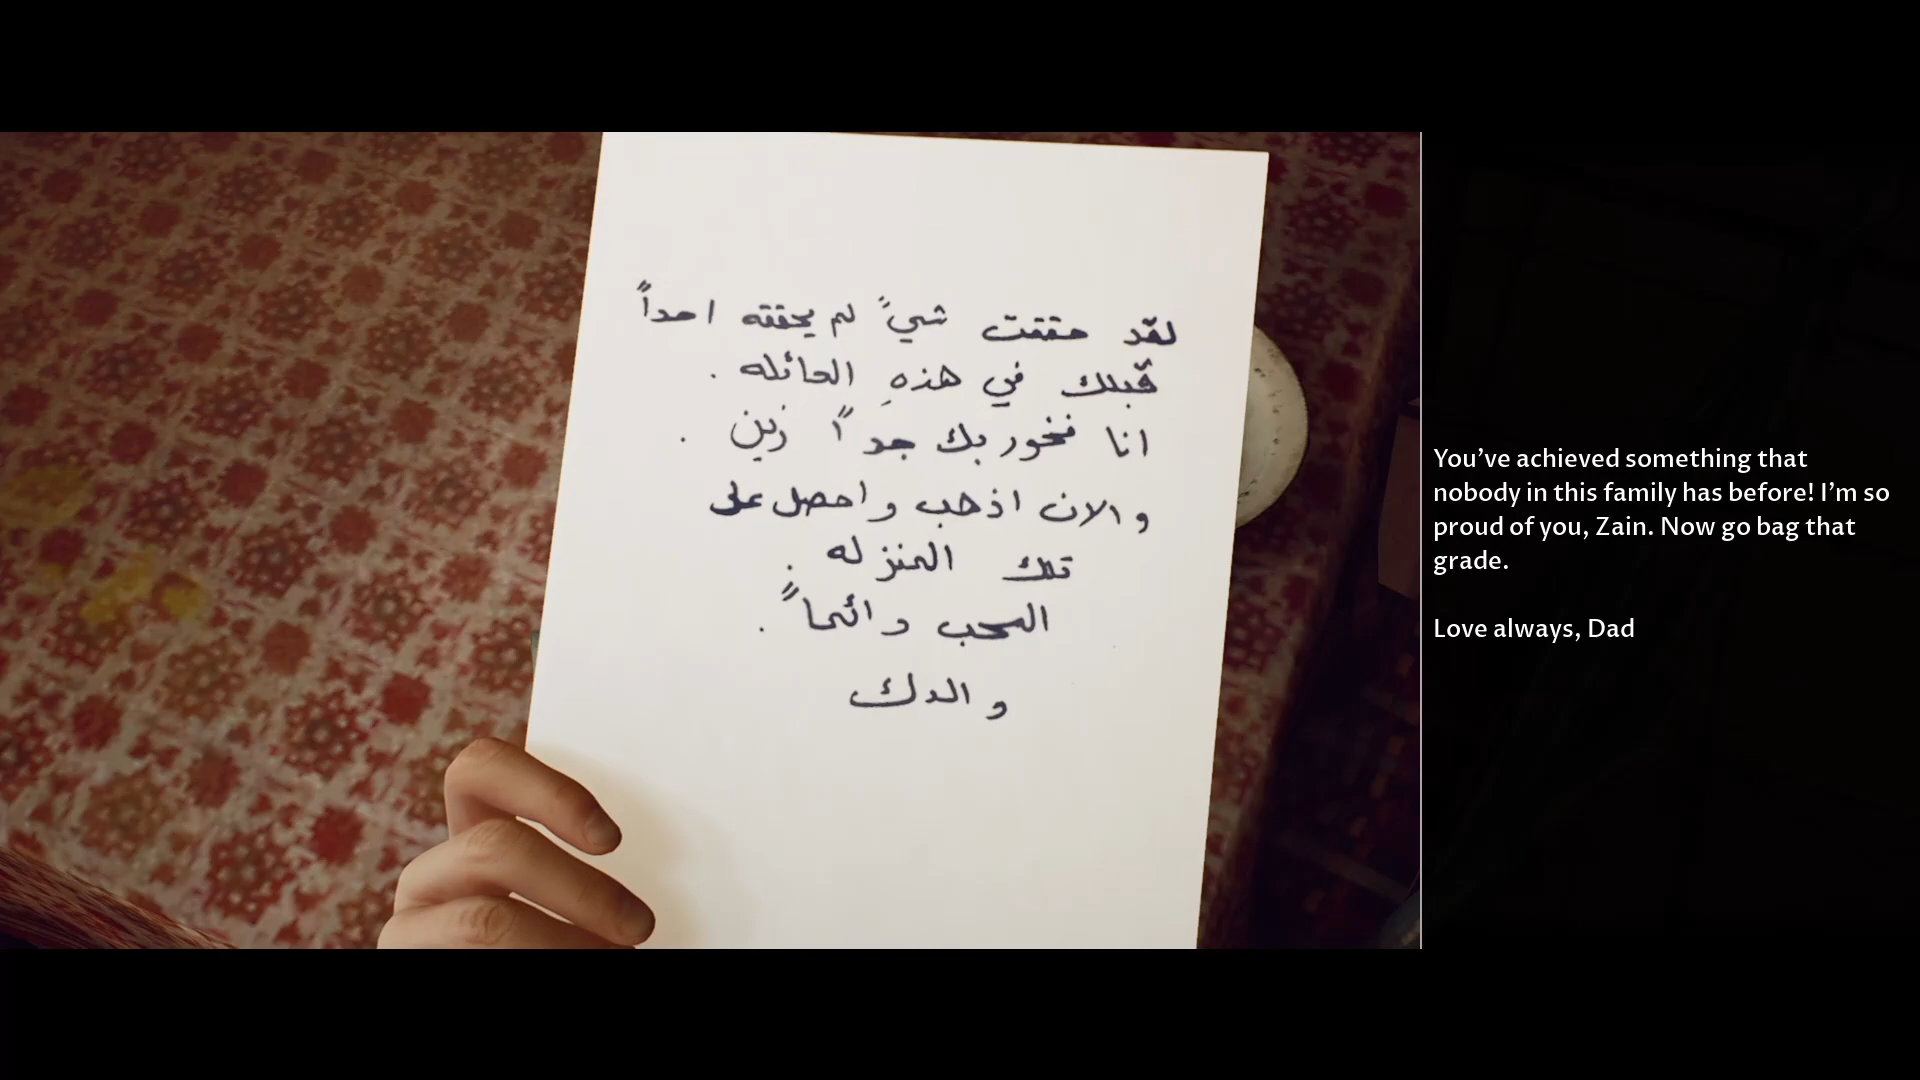 لقد حققت شيً لم يحققه احداً
قبلك في هذهِ العائله .
انا فخور بك جداً زين .
والان اذهب واحصل على
تلك المنزله .
المحب دائماً .
والدك
You've achieved something that
nobody in this family has before! I'm so
proud of you, Zain. Now go bag that
grade.
Love always, Dad